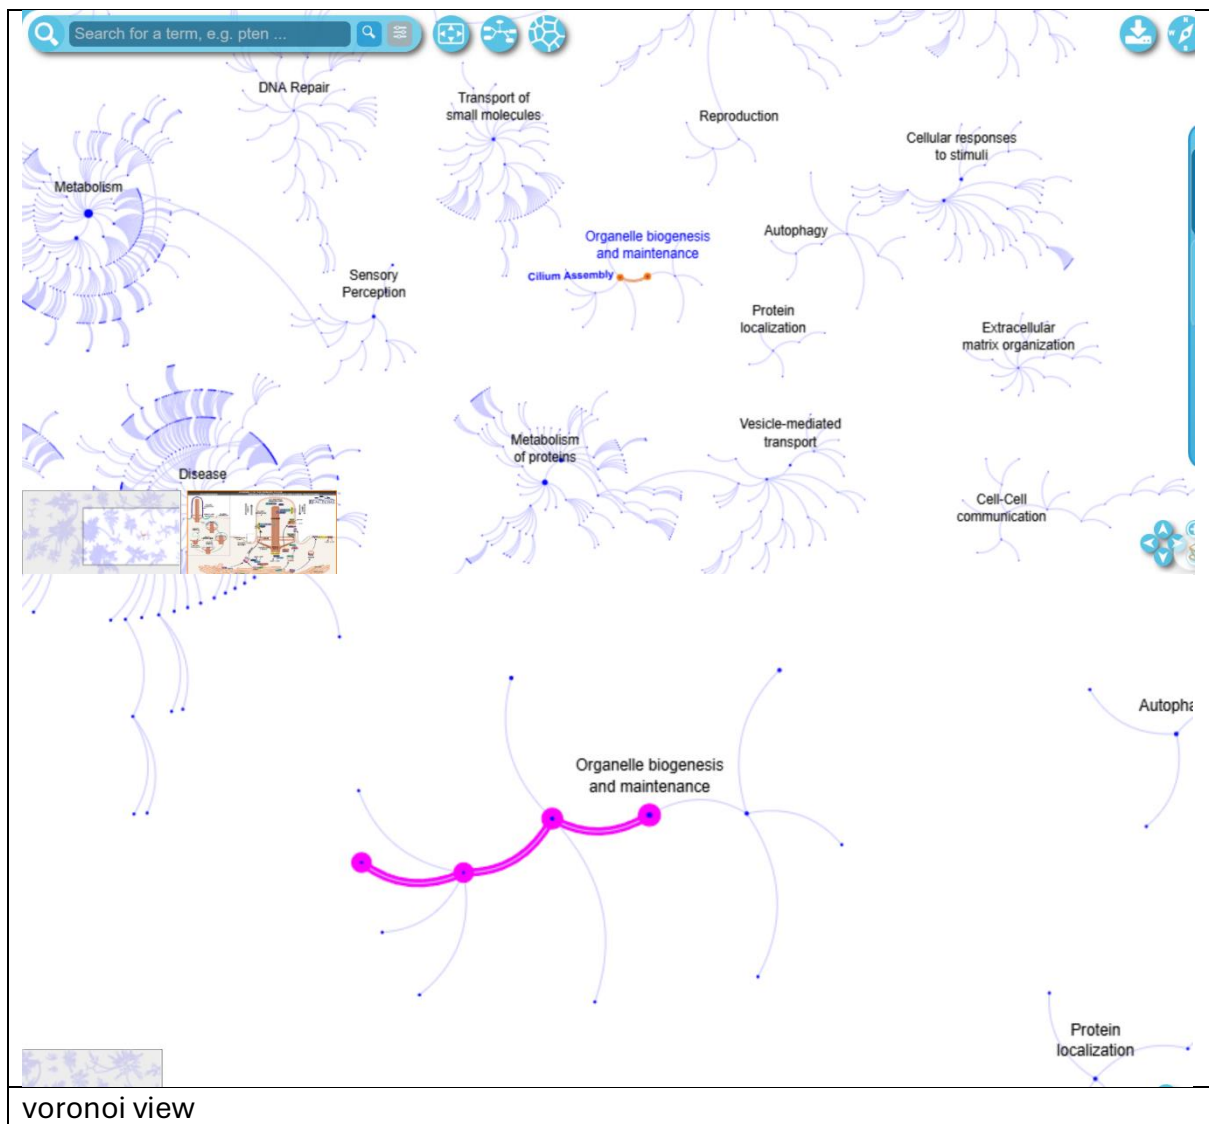 Search for a term, e.g. pten ...
DNA Repair
Transport of
small molecules
Reproduction
Cellular responses
to stimuli
Metabolism
Organelle biogenesis
and maintenance
Autophagy
Cilium Assembly
Sensory
Perception
Protein
localization
Extracellular
matrix organization
Metabolism
of proteins
Vesicle-mediated
transport
Disease
Cell-Cell
communication
Autopha
Organelle biogenesis
and maintenance
Protein
localization
voronoi view